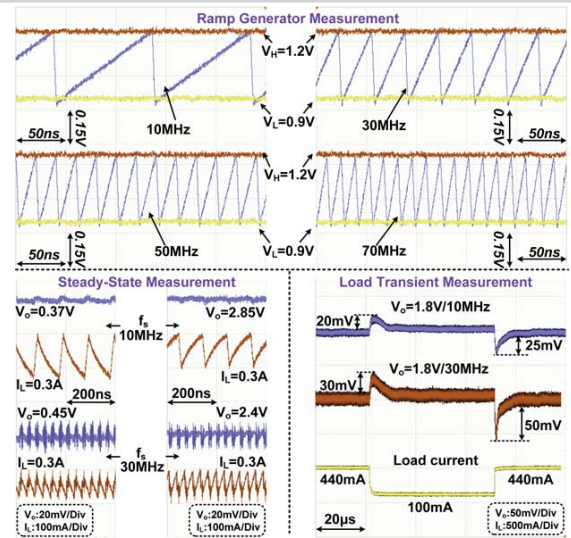 Ramp Generator Measurement
V_H=1.2V
10MHz
30MHz
V_L=0.9V
50ns
0.15V
0.15V
50ns
V_H=1.2V
50MHz
70MHz
V_L=0.9V
50ns
0.15V
0.15V
50ns
Steady-State Measurement
V_o=0.37V
V_o=2.85V
f_s
10MHz
I_L=0.3A
I_L=0.3A
200ns
200ns
V_o=0.45V
V_o=2.4V
I_L=0.3A
f_s
I_L=0.3A
30MHz
V_o:20mV/Div
I_L:100mA/Div
V_o:20mV/Div
I_L:100mA/Div
Load Transient Measurement
V_o=1.8V/10MHz
20mV
25mV
V_o=1.8V/30MHz
30mV
50mV
Load current
440mA
440mA
100mA
20µs
V_o:50mV/Div
I_L:500mA/Div